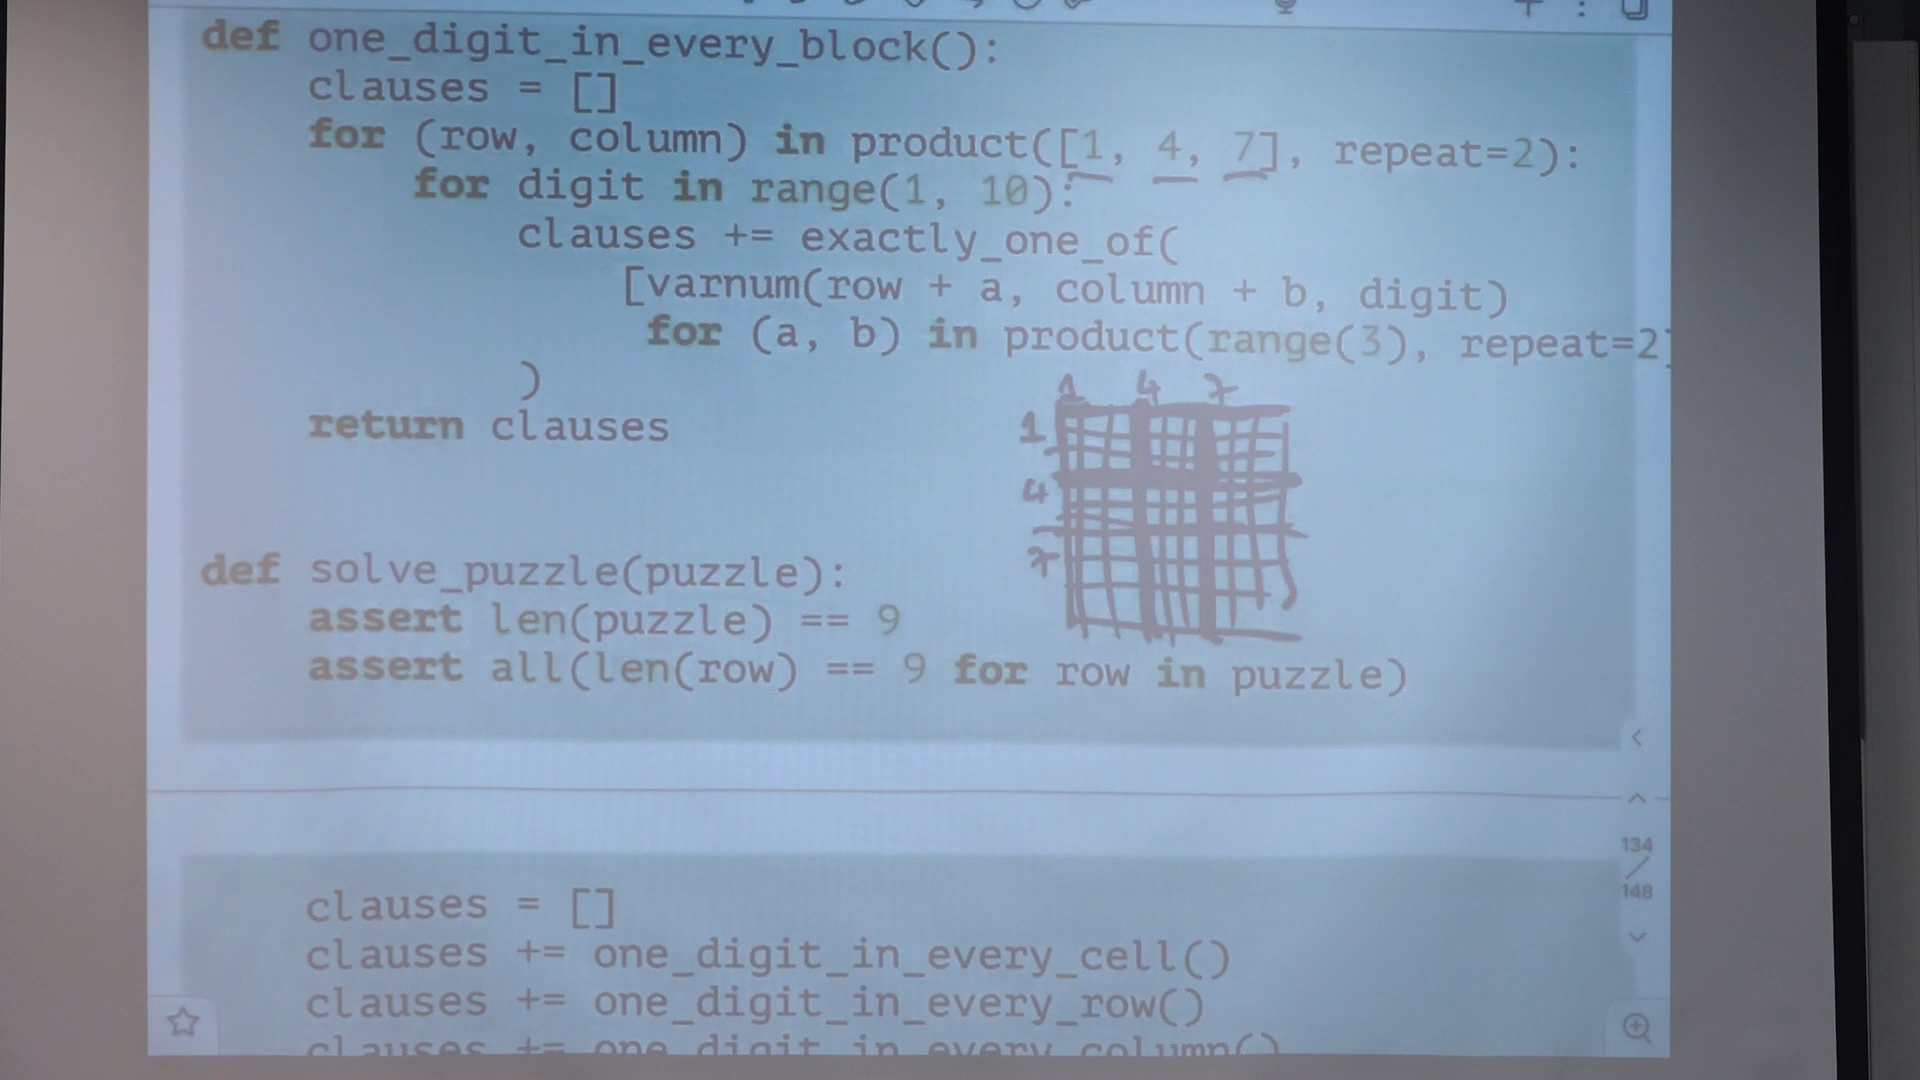 def one_digit_in_every_block():
clauses = []
for (row, column) in product([1, 4, 7], repeat=2):
for digit in range(1, 10):
clauses += exactly_one_of(
[varnum(row + a, column + b, digit)
for (a, b) in product(range(3), repeat=2
)
return clauses
1 4 7
1
4
7
def solve_puzzle(puzzle):
assert len(puzzle) == 9
assert all(len(row) == 9 for row in puzzle)
134
148
clauses = []
clauses += one_digit_in_every_cell()
clauses += one_digit_in_every_row()
clauses += one_digit_in_every_column()